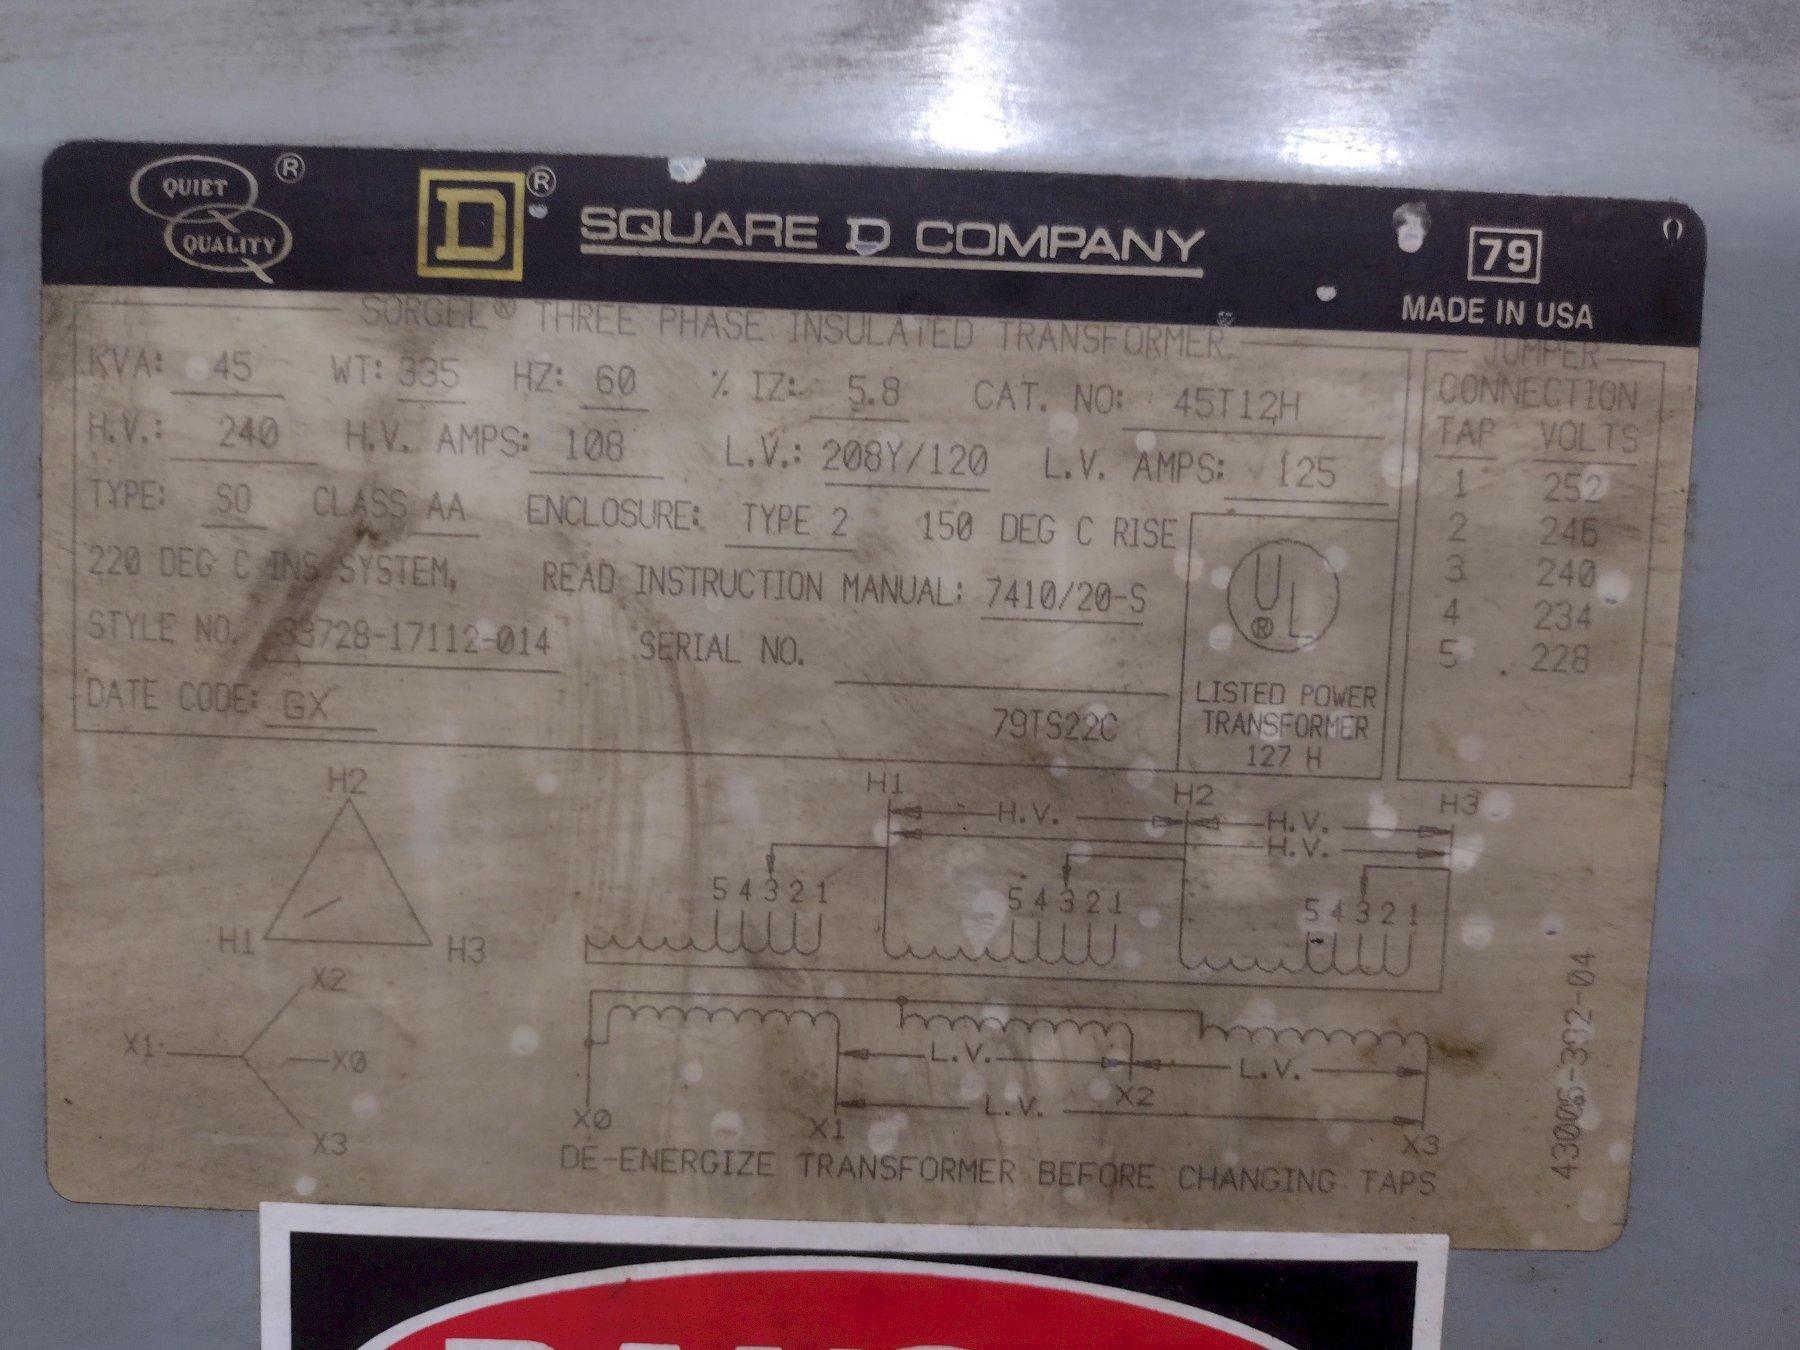 QUIET ®
QUALITY
D ®
SQUARE D COMPANY
79
MADE IN USA
SORGEL® THREE PHASE INSULATED TRANSFORMER
KVA: 45 WT: 335 HZ: 60 % IZ: 5.8 CAT. NO: 45T12H
H.V.: 240 H.V. AMPS: 108 L.V.: 208Y/120 L.V. AMPS: 125
TYPE: SO CLASS AA ENCLOSURE: TYPE 2 150 DEG C RISE
220 DEG C INS SYSTEM, READ INSTRUCTION MANUAL: 7410/20-S
STYLE NO. 33728-17112-014 SERIAL NO.
DATE CODE: GX
79TS22C
UL ®
LISTED POWER
TRANSFORMER
127 H
JUMPER
CONNECTION
TAP VOLTS
1 252
2 246
3 240
4 234
5 228
H2
H1 H3
X2
X1 X0
X3
H1 H2 H3
H.V. H.V.
H.V.
5 4 3 2 1 5 4 3 2 1 5 4 3 2 1
L.V. L.V.
L.V.
X0 X1 X2 X3
DE-ENERGIZE TRANSFORMER BEFORE CHANGING TAPS